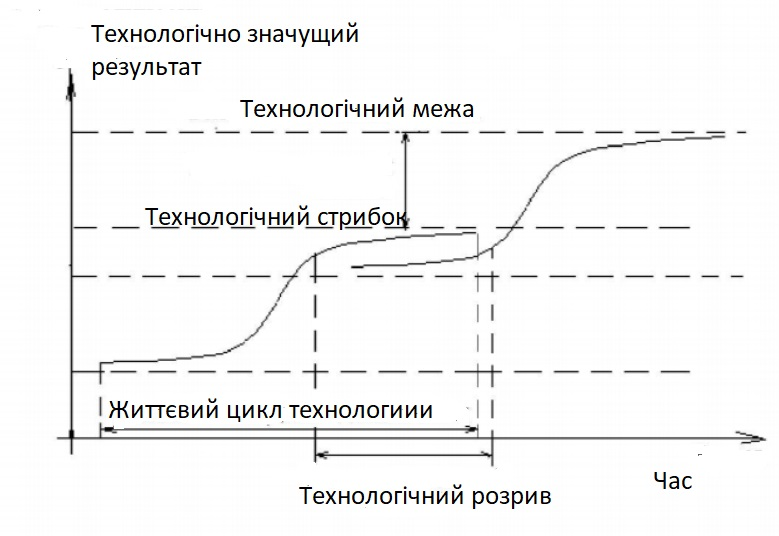 Технологічно значущий
результат
Технологічний межа
Технологічний стрибок
Життєвий цикл технологиии
Час
Технологічний розрив